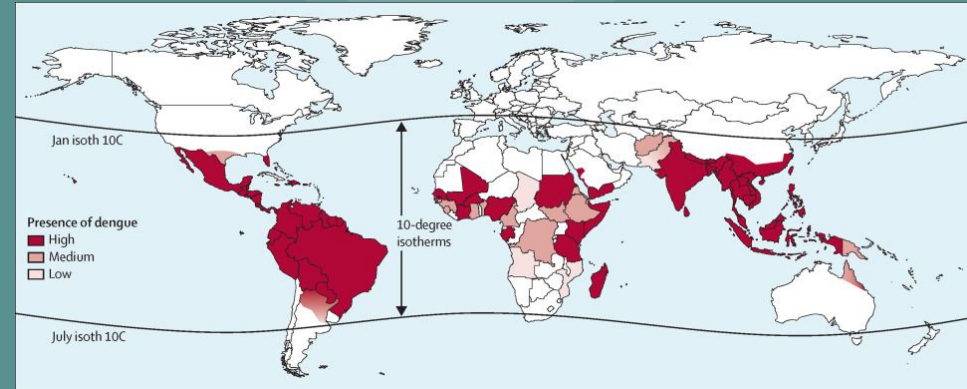 Jan isoth 10C
Presence of dengue
High
Medium
Low
10-degree
isotherms
July isoth 10C